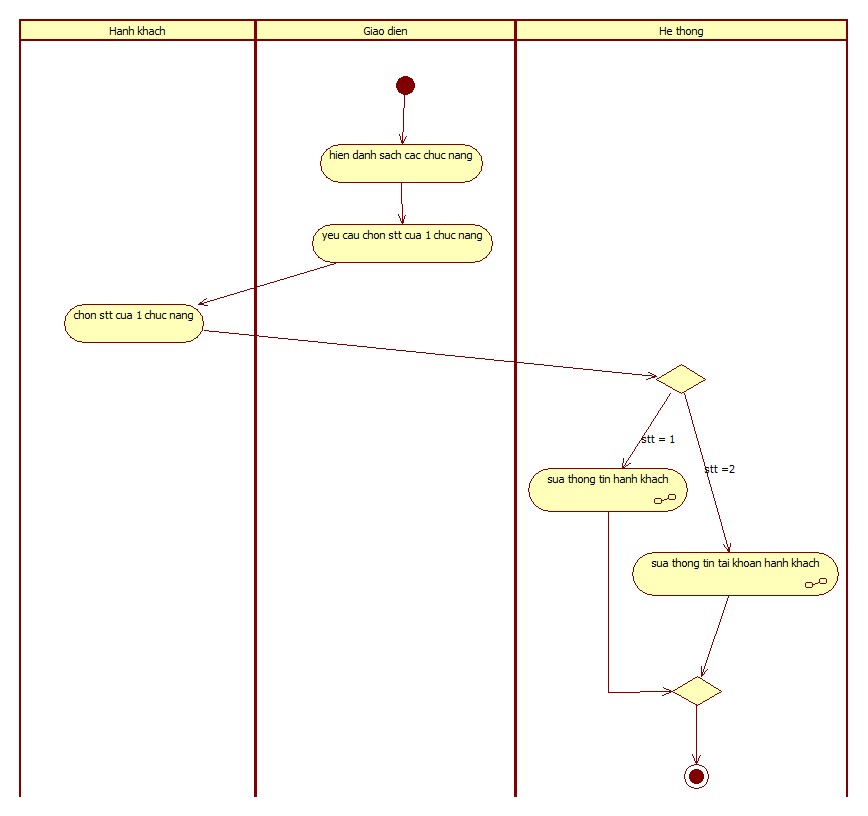 Hanh khach
Giao dien
He thong
hien danh sach cac chuc nang
yeu cau chon stt cua 1 chuc nang
chon stt cua 1 chuc nang
stt = 1
stt =2
sua thong tin hanh khach
sua thong tin tai khoan hanh khach